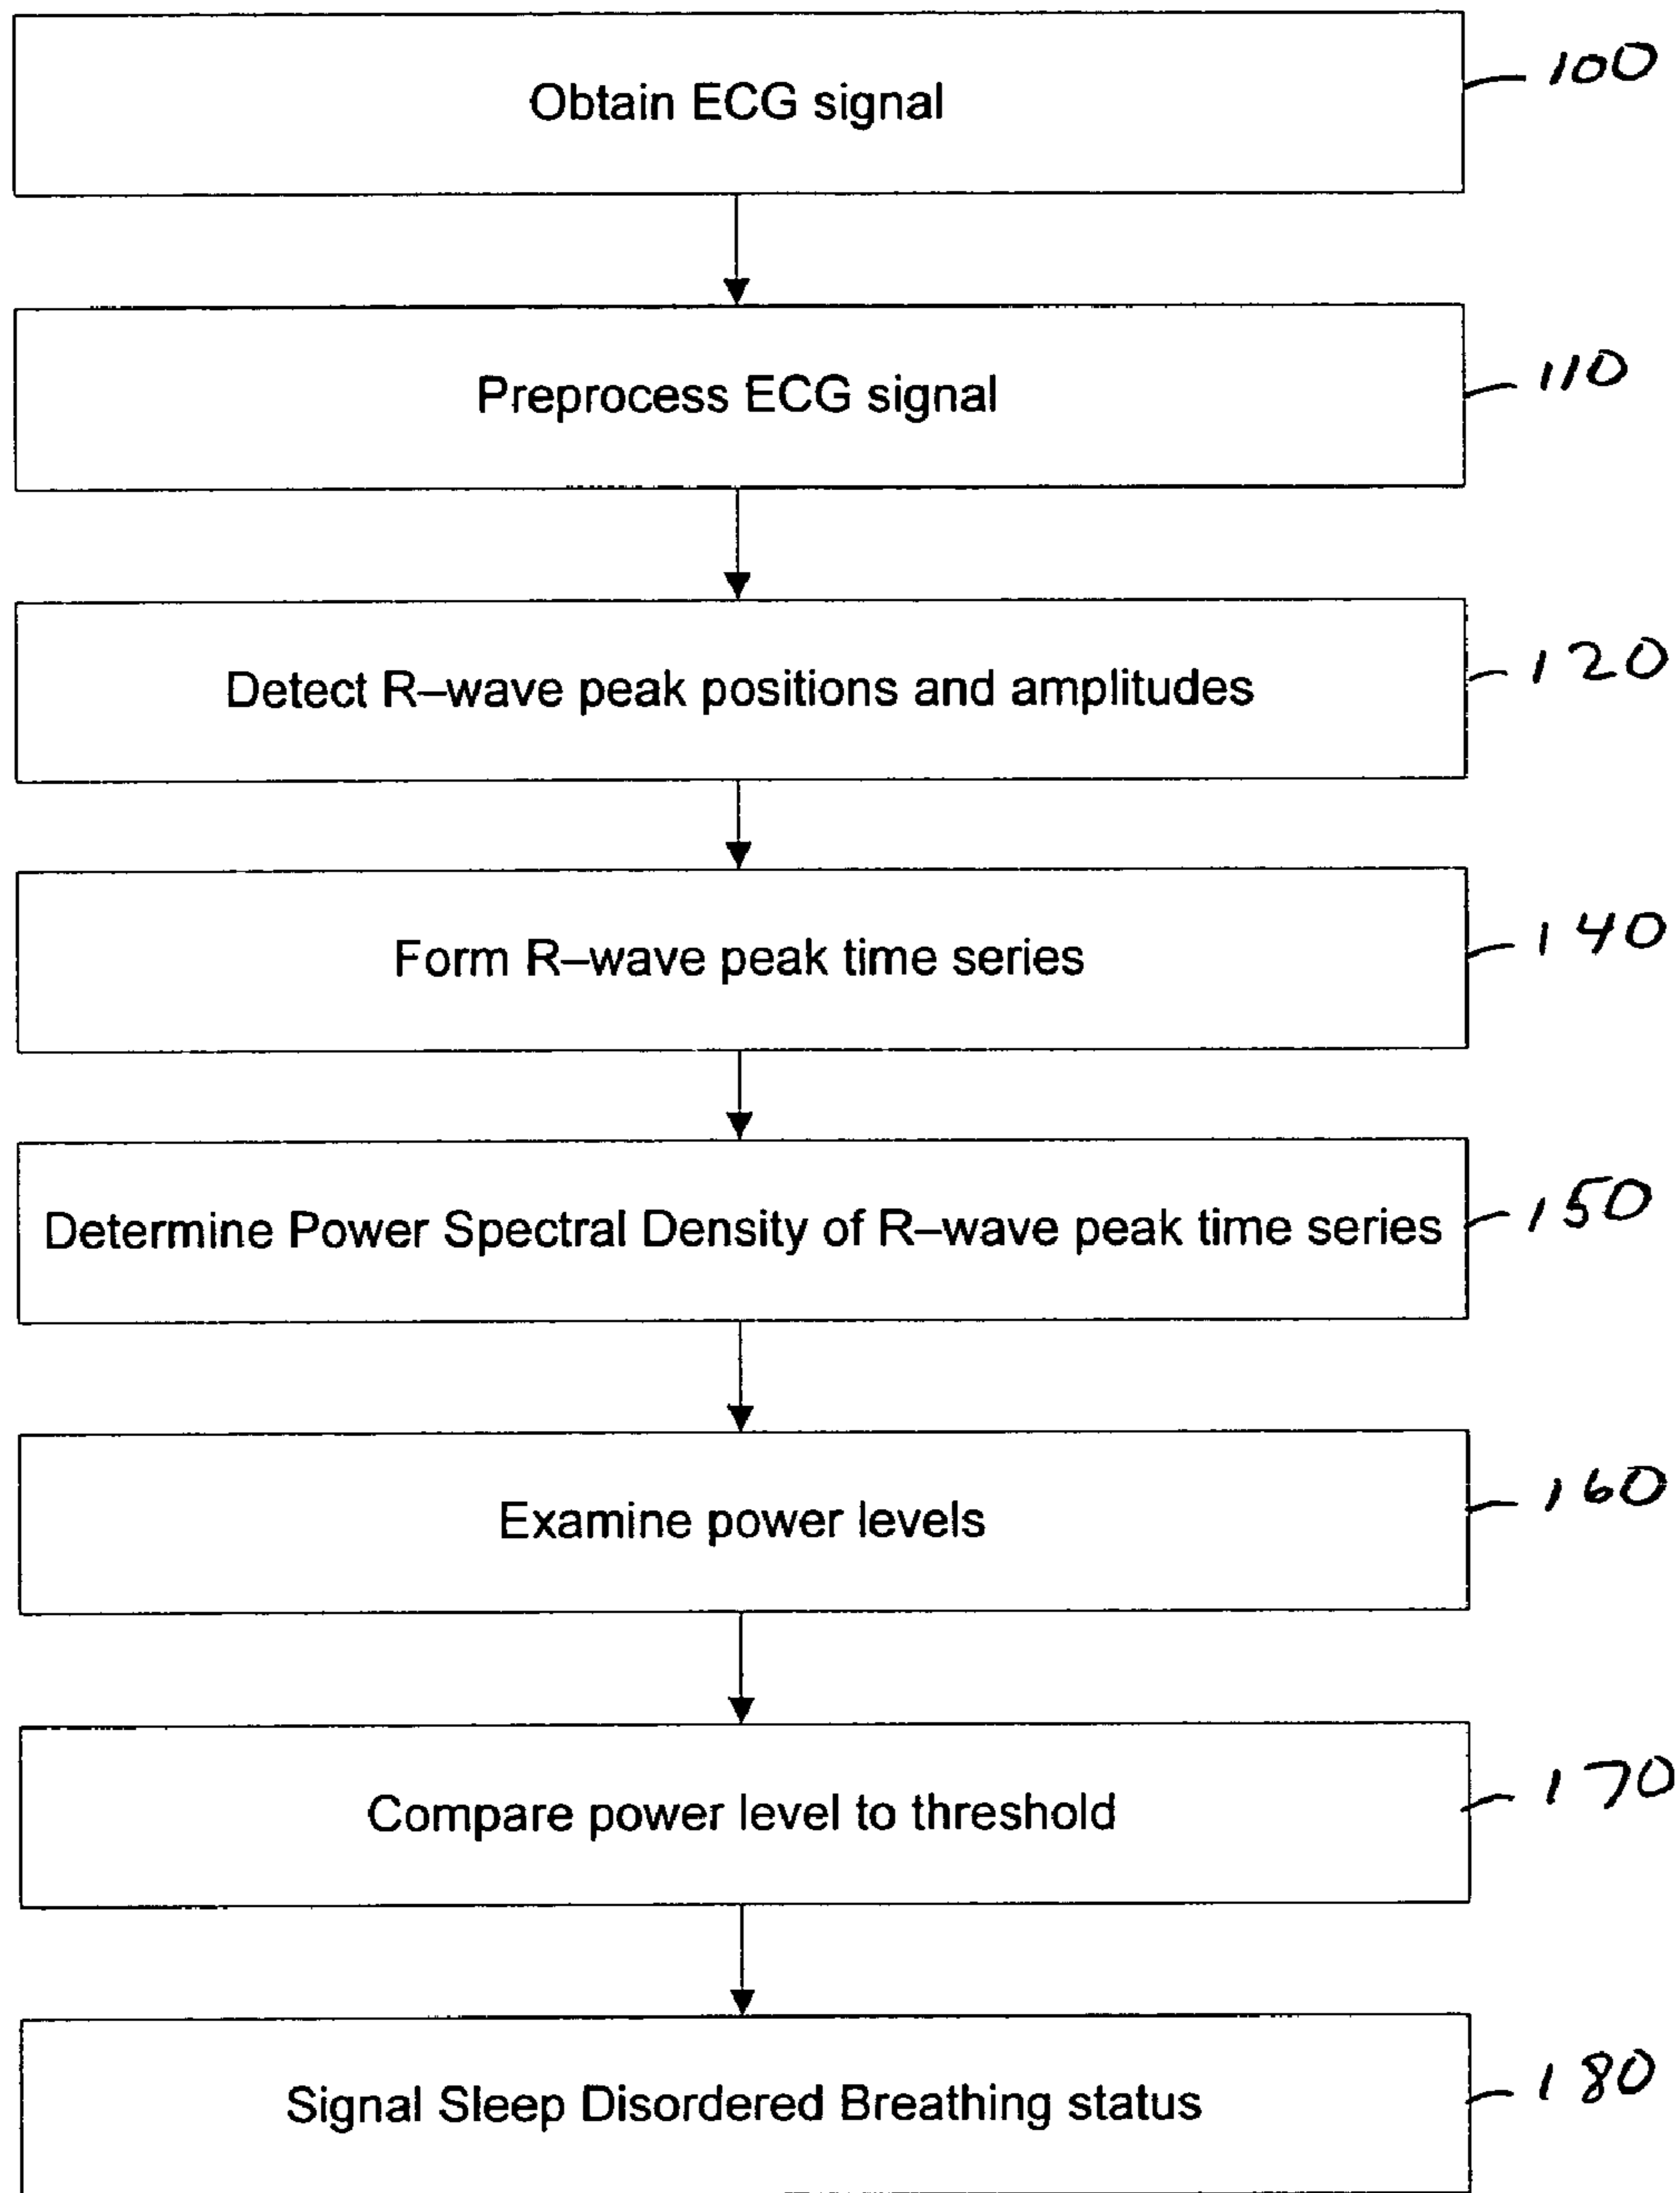 Obtain ECG signal
100
Preprocess ECG signal
110
Detect R–wave peak positions and amplitudes
120
Form R–wave peak time series
140
Determine Power Spectral Density of R–wave peak time series
150
Examine power levels
160
Compare power level to threshold
170
Signal Sleep Disordered Breathing status
180